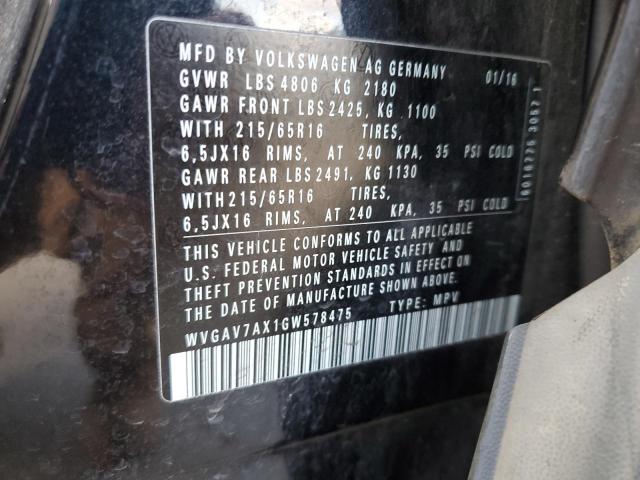 MFD BY VOLKSWAGEN AG GERMANY 01/16
GVWR LBS 4806 KG 2180
GAWR FRONT LBS 2425, KG 1100
WITH 215/65R16 TIRES,
6,5JX16 RIMS, AT 240 KPA, 35 PSI COLD
GAWR REAR LBS 2491, KG 1130
WITH 215/65R16 TIRES,
6,5JX16 RIMS, AT 240 KPA, 35 PSI COLD
THIS VEHICLE CONFORMS TO ALL APPLICABLE
U.S. FEDERAL MOTOR VEHICLE SAFETY AND
THEFT PREVENTION STANDARDS IN EFFECT ON
THE DATE OF MANUFACTURE SHOWN ABOVE.
WVGAV7AX1GW578475 TYPE: MPV